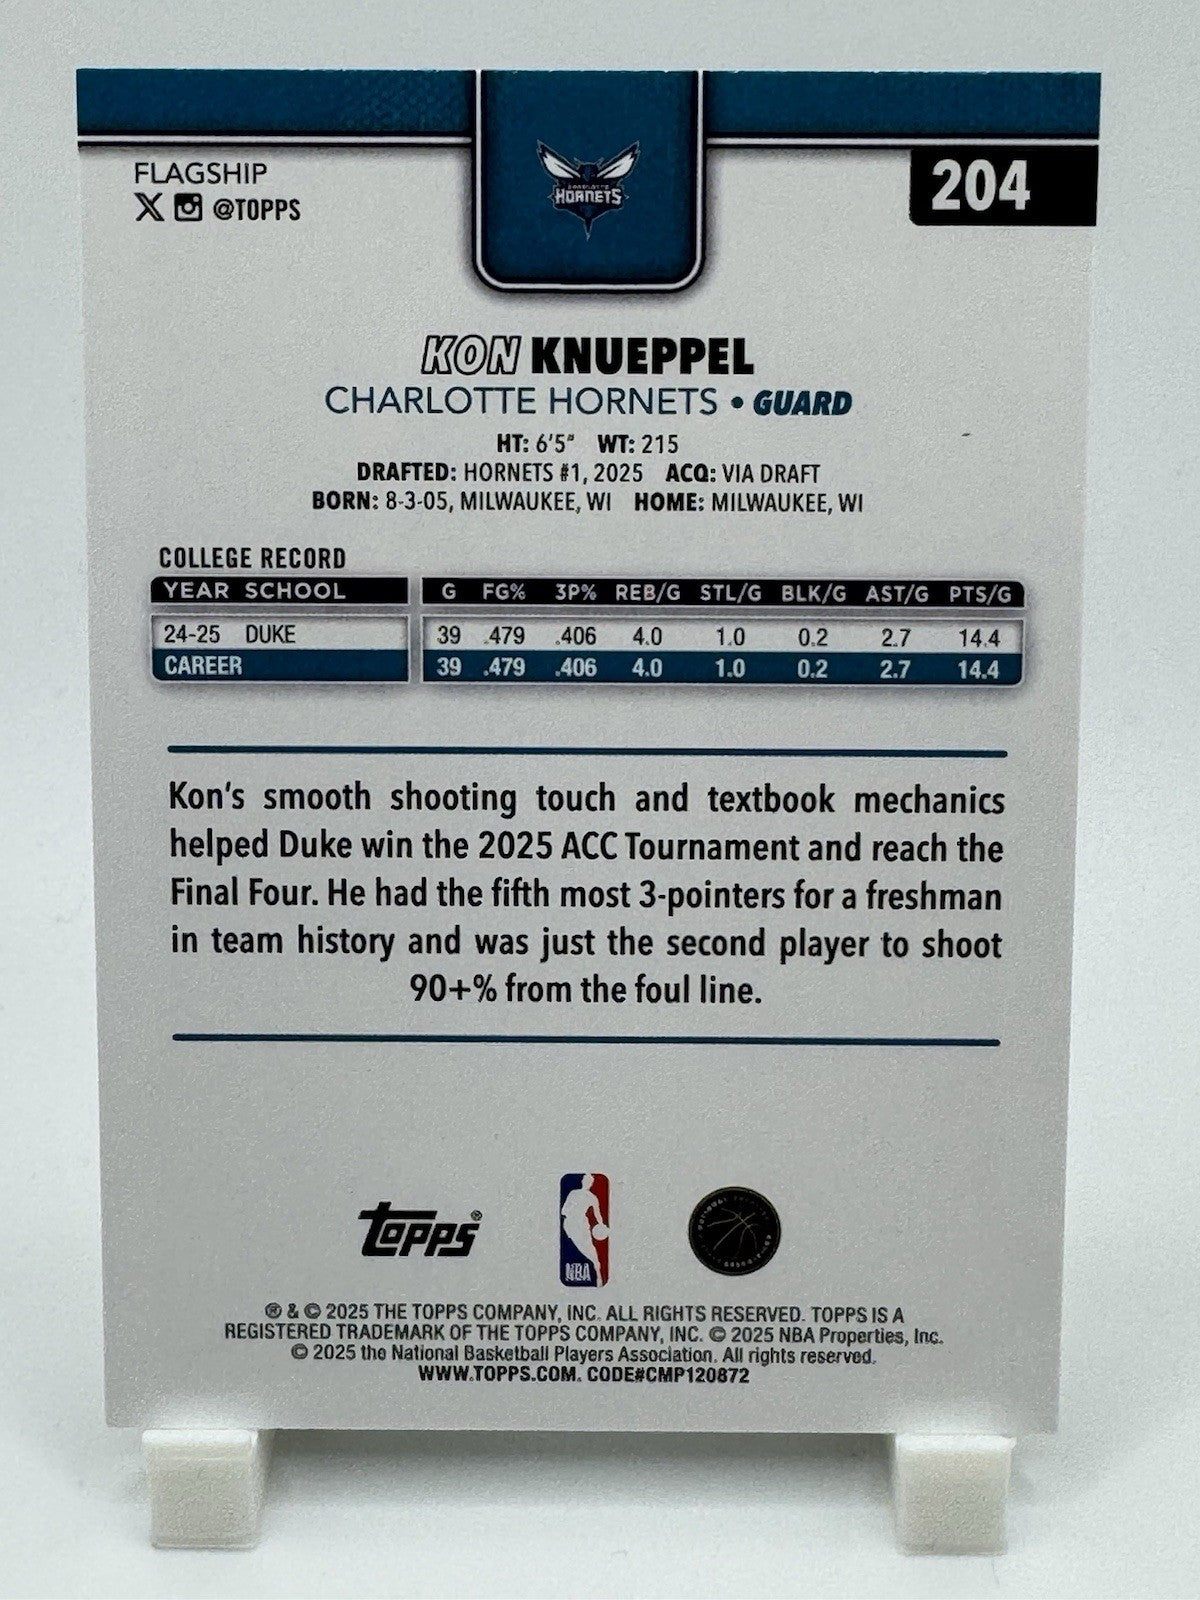 FLAGSHIP
@TOPPS
HORNETS
204
KON KNUEPPEL
CHARLOTTE HORNETS • GUARD
HT: 6'5" WT: 215
DRAFTED: HORNETS #1, 2025 ACQ: VIA DRAFT
BORN: 8-3-05, MILWAUKEE, WI HOME: MILWAUKEE, WI
COLLEGE RECORD
YEAR SCHOOL G FG% 3P% REB/G STL/G BLK/G AST/G PTS/G
24-25 DUKE 39 .479 .406 4.0 1.0 0.2 2.7 14.4
CAREER 39 .479 .406 4.0 1.0 0.2 2.7 14.4
Kon's smooth shooting touch and textbook mechanics
helped Duke win the 2025 ACC Tournament and reach the
Final Four. He had the fifth most 3-pointers for a freshman
in team history and was just the second player to shoot
90+% from the foul line.
Topps®
NBA
® & © 2025 THE TOPPS COMPANY, INC. ALL RIGHTS RESERVED. TOPPS IS A
REGISTERED TRADEMARK OF THE TOPPS COMPANY, INC. © 2025 NBA Properties, Inc.
© 2025 the National Basketball Players Association. All rights reserved.
WWW.TOPPS.COM. CODE#CMP120872